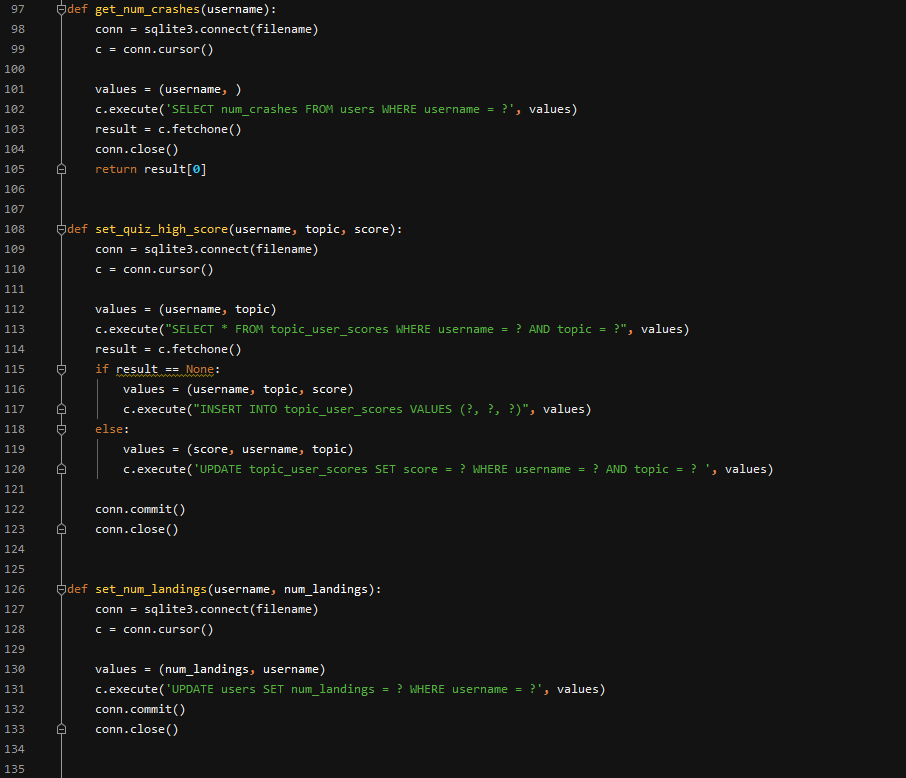 97 def get_num_crashes(username):
98     conn = sqlite3.connect(filename)
99     c = conn.cursor()
100
101     values = (username, )
102     c.execute('SELECT num_crashes FROM users WHERE username = ?', values)
103     result = c.fetchone()
104     conn.close()
105     return result[0]
106
107
108 def set_quiz_high_score(username, topic, score):
109     conn = sqlite3.connect(filename)
110     c = conn.cursor()
111
112     values = (username, topic)
113     c.execute("SELECT * FROM topic_user_scores WHERE username = ? AND topic = ?", values)
114     result = c.fetchone()
115     if result == None:
116         values = (username, topic, score)
117         c.execute("INSERT INTO topic_user_scores VALUES (?, ?, ?)", values)
118     else:
119         values = (score, username, topic)
120         c.execute('UPDATE topic_user_scores SET score = ? WHERE username = ? AND topic = ? ', values)
121
122     conn.commit()
123     conn.close()
124
125
126 def set_num_landings(username, num_landings):
127     conn = sqlite3.connect(filename)
128     c = conn.cursor()
129
130     values = (num_landings, username)
131     c.execute('UPDATE users SET num_landings = ? WHERE username = ?', values)
132     conn.commit()
133     conn.close()
134
135